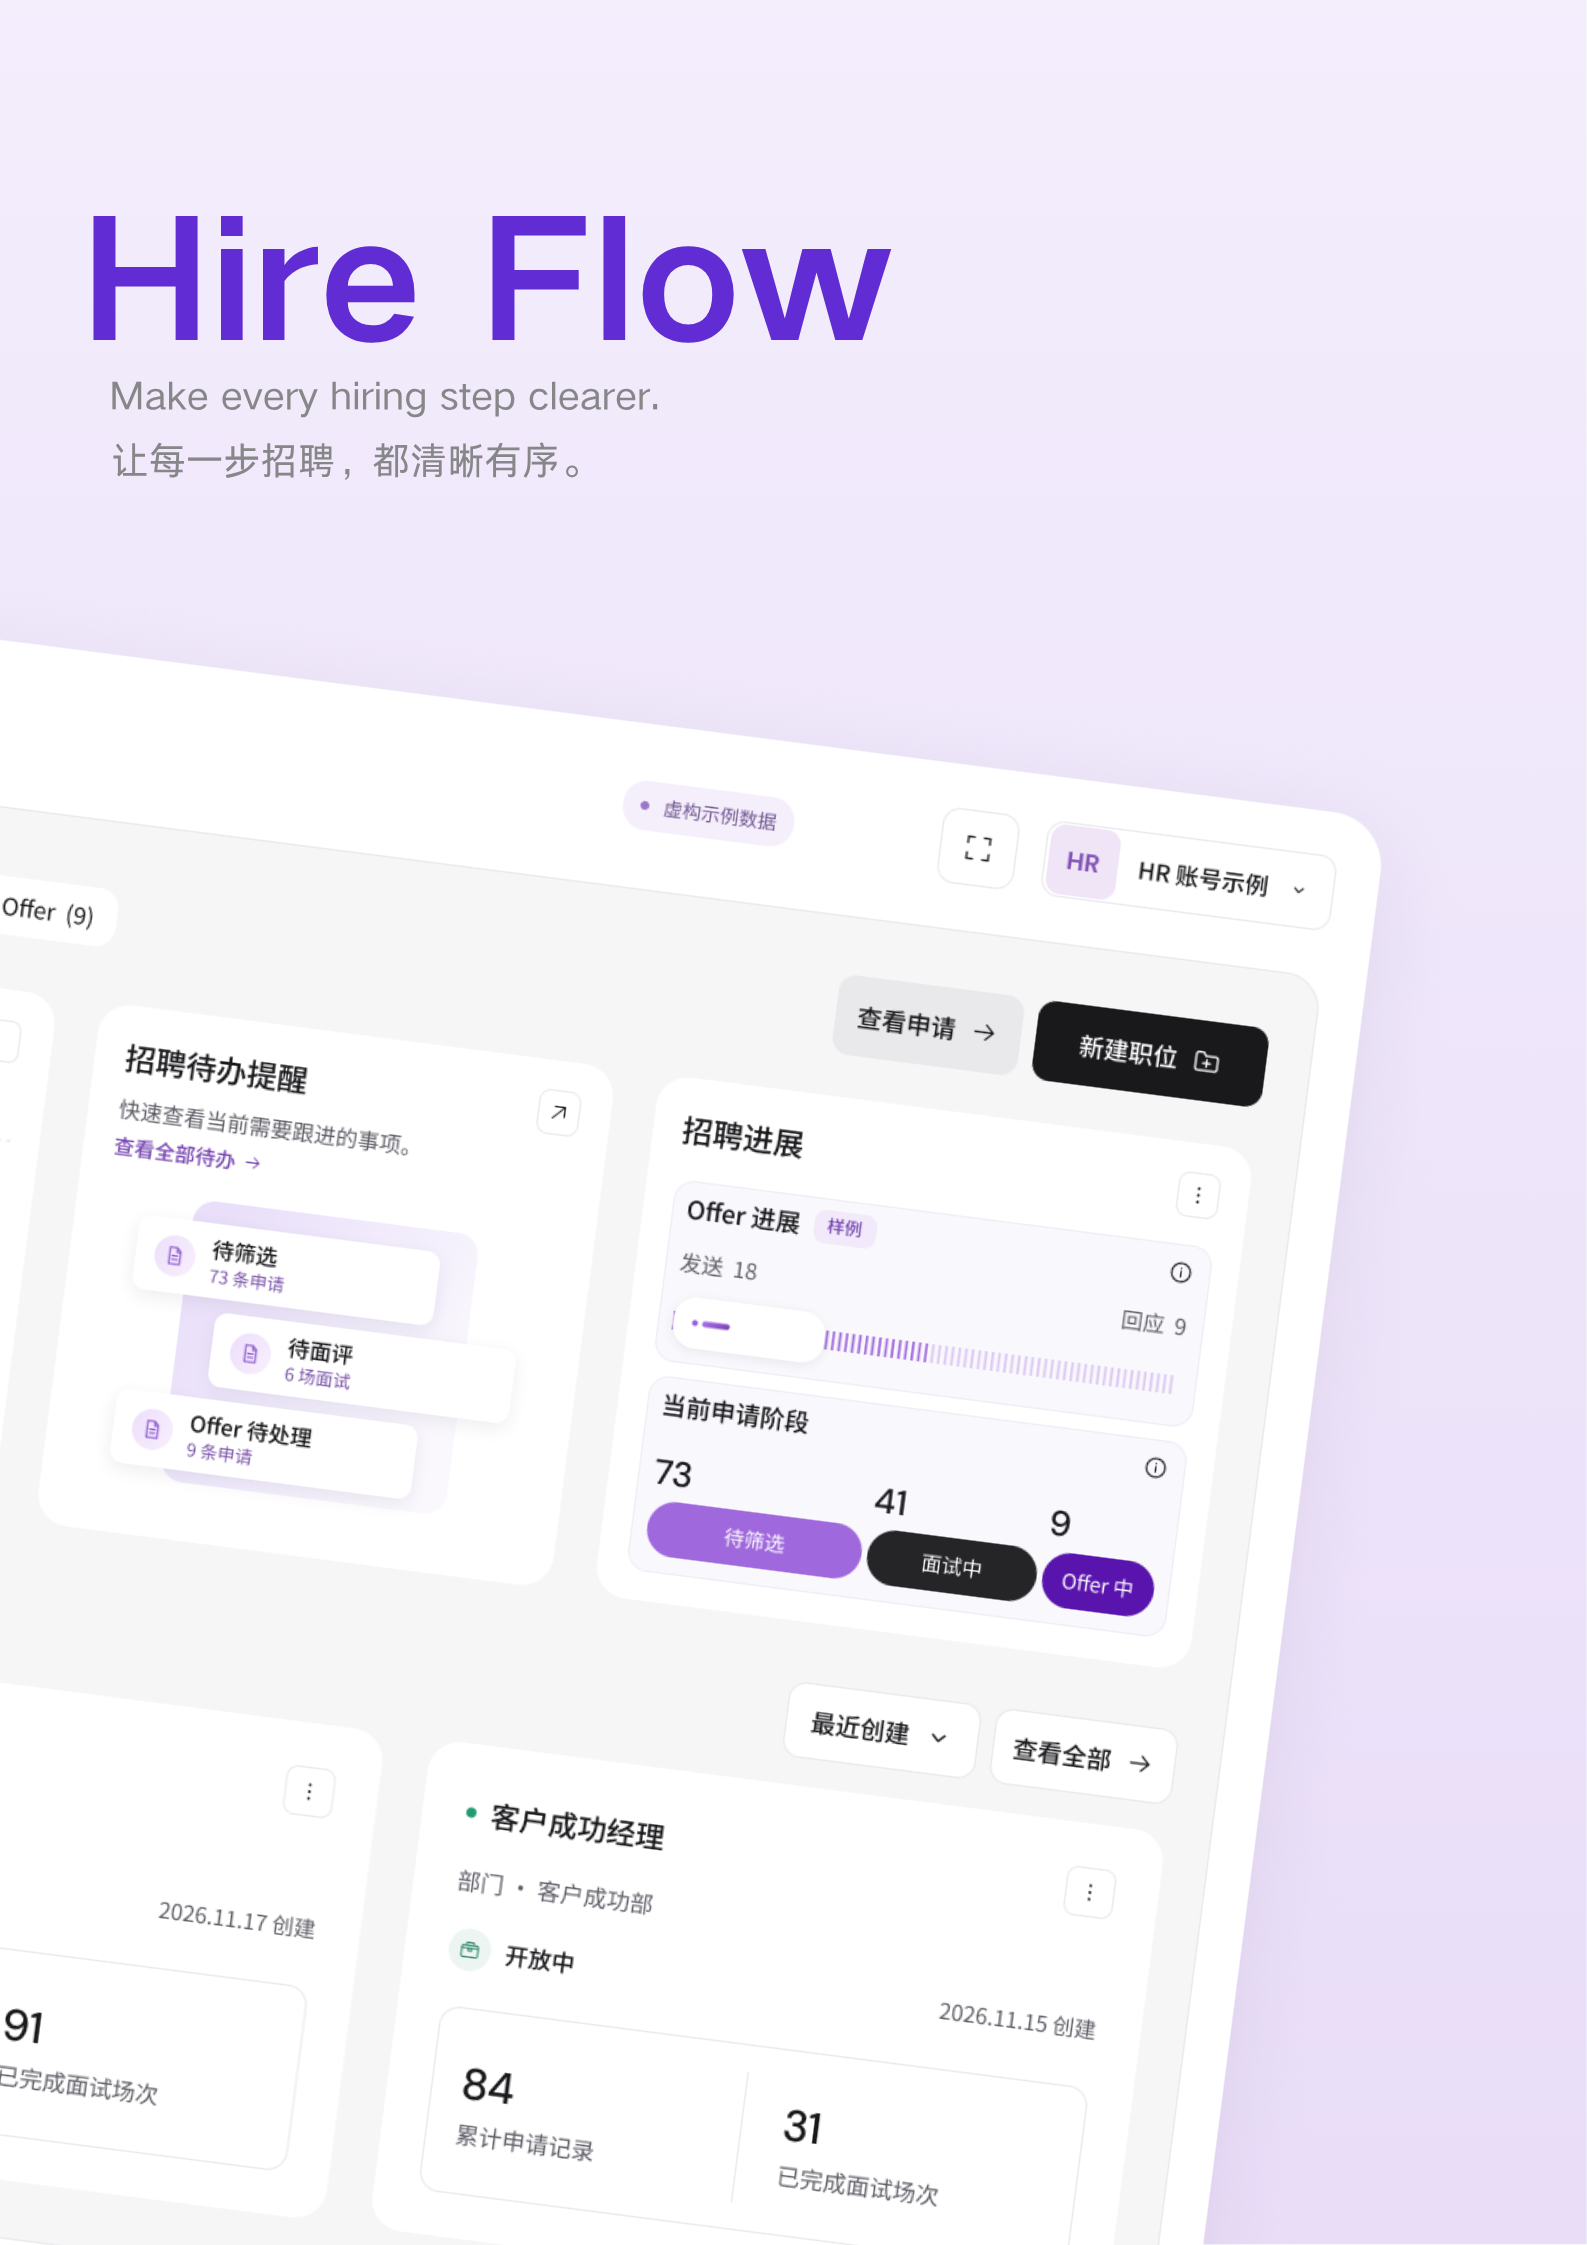 Hire Flow
Make every hiring step clearer.
让每一步招聘，都清晰有序。
虚构示例数据
HR
HR 账号示例
Offer (9)
查看申请
新建职位
招聘待办提醒
快速查看当前需要跟进的事项。
查看全部待办
待筛选
73 条申请
待面评
6 场面试
Offer 待处理
9 条申请
招聘进展
Offer 进展
样例
发送 18
回应 9
当前申请阶段
73
41
9
待筛选
面试中
Offer 中
最近创建
查看全部
2026.11.17 创建
91
已完成面试场次
客户成功经理
部门 • 客户成功部
开放中
2026.11.15 创建
84
累计申请记录
31
已完成面试场次